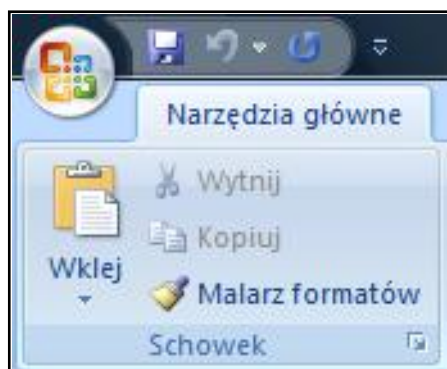 Narzędzia główne
Wytnij
Kopiuj
Wklej
Malarz formatów
Schowek